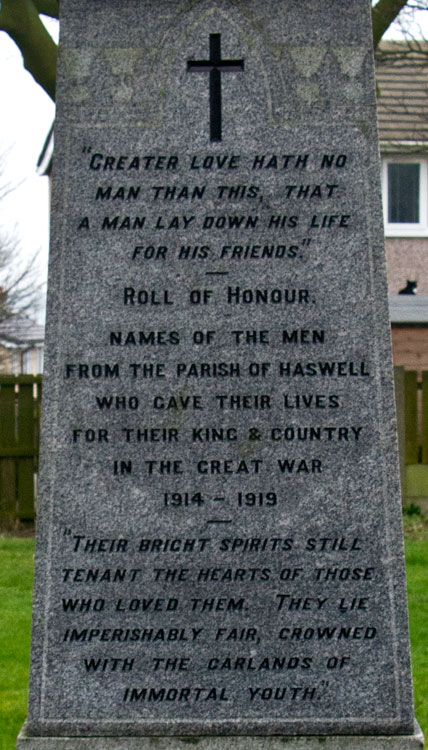 "GREATER LOVE HATH NO
MAN THAN THIS, THAT
A MAN LAY DOWN HIS LIFE
FOR HIS FRIENDS."
ROLL OF HONOUR.
NAMES OF THE MEN
FROM THE PARISH OF HASWELL
WHO GAVE THEIR LIVES
FOR THEIR KING & COUNTRY
IN THE GREAT WAR
1914 – 1919
"THEIR BRIGHT SPIRITS STILL
TENANT THE HEARTS OF THOSE
WHO LOVED THEM. THEY LIE
IMPERISHABLY FAIR, CROWNED
WITH THE GARLANDS OF
IMMORTAL YOUTH."